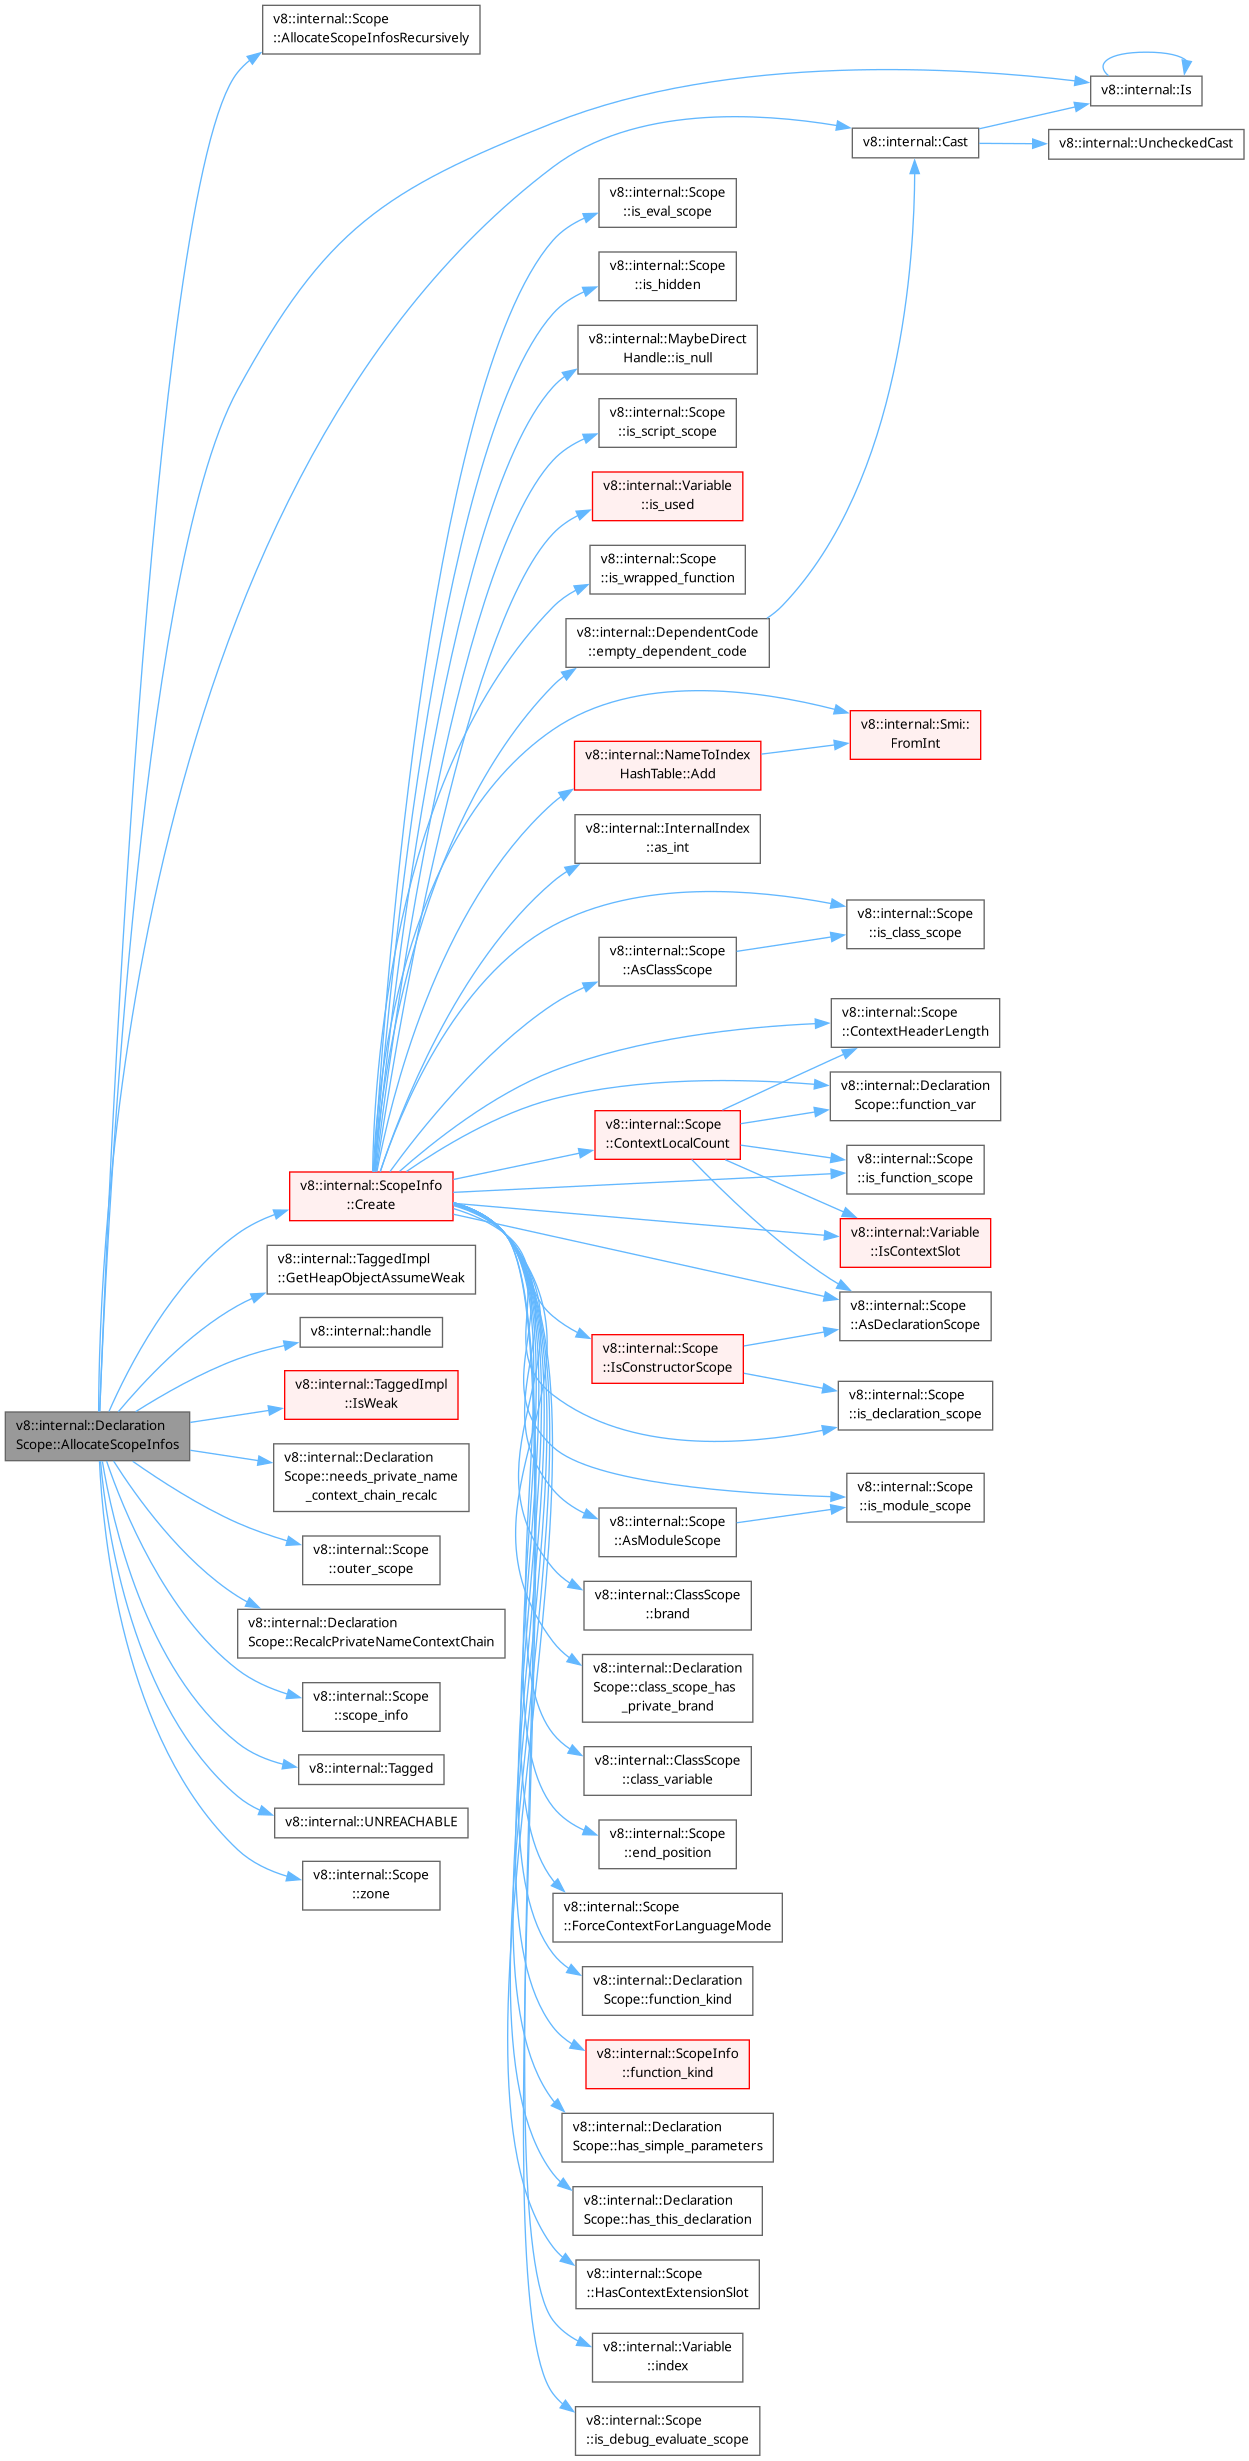 v8::internal::Scope
::AllocateScopeInfosRecursively
v8::internal::Is
v8::internal::Cast
v8::internal::UncheckedCast
v8::internal::Scope
::is_eval_scope
v8::internal::Scope
::is_hidden
v8::internal::MaybeDirect
Handle::is_null
v8::internal::Scope
::is_script_scope
v8::internal::Variable
::is_used
v8::internal::Scope
::is_wrapped_function
v8::internal::DependentCode
::empty_dependent_code
v8::internal::Smi::
FromInt
v8::internal::NameToIndex
HashTable::Add
v8::internal::InternalIndex
::as_int
v8::internal::Scope
::is_class_scope
v8::internal::Scope
::AsClassScope
v8::internal::Scope
::ContextHeaderLength
v8::internal::Declaration
Scope::function_var
v8::internal::Scope
::ContextLocalCount
v8::internal::Scope
::is_function_scope
v8::internal::ScopeInfo
::Create
v8::internal::Variable
::IsContextSlot
v8::internal::TaggedImpl
::GetHeapObjectAssumeWeak
v8::internal::Scope
::AsDeclarationScope
v8::internal::handle
v8::internal::Scope
::IsConstructorScope
v8::internal::TaggedImpl
::IsWeak
v8::internal::Scope
::is_declaration_scope
v8::internal::Declaration
Scope::AllocateScopeInfos
v8::internal::Declaration
Scope::needs_private_name
_context_chain_recalc
v8::internal::Scope
::is_module_scope
v8::internal::Scope
::AsModuleScope
v8::internal::Scope
::outer_scope
v8::internal::ClassScope
::brand
v8::internal::Declaration
Scope::RecalcPrivateNameContextChain
v8::internal::Declaration
Scope::class_scope_has
_private_brand
v8::internal::Scope
::scope_info
v8::internal::ClassScope
::class_variable
v8::internal::Tagged
v8::internal::UNREACHABLE
v8::internal::Scope
::end_position
v8::internal::Scope
::zone
v8::internal::Scope
::ForceContextForLanguageMode
v8::internal::Declaration
Scope::function_kind
v8::internal::ScopeInfo
::function_kind
v8::internal::Declaration
Scope::has_simple_parameters
v8::internal::Declaration
Scope::has_this_declaration
v8::internal::Scope
::HasContextExtensionSlot
v8::internal::Variable
::index
v8::internal::Scope
::is_debug_evaluate_scope